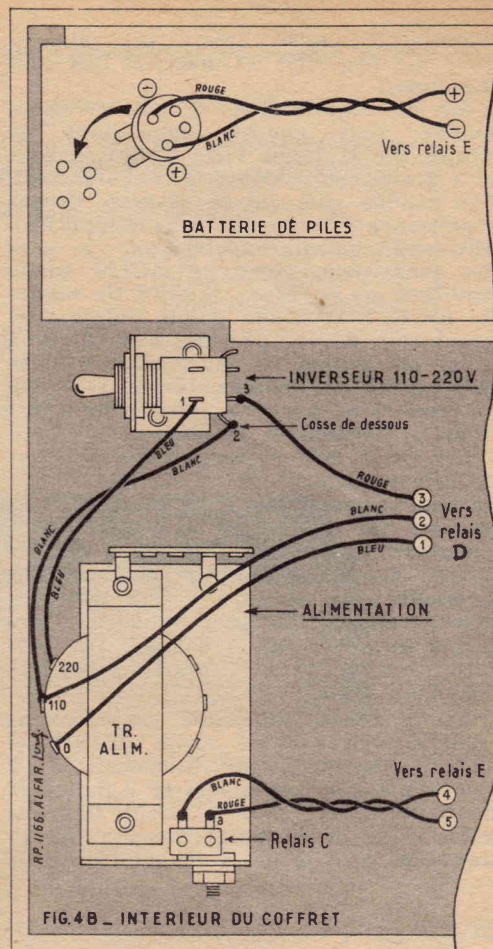 ⊖
ROUGE
⊕
BLANC
⊖
Vers relais E
⊕
BATTERIE DE PILES
INVERSEUR 110-220V
1
3
2
Cosse de dessous
BLEU
BLANC
ROUGE
3
BLANC
2
Vers
relais
D
BLEU
1
BLANC
BLEU
ALIMENTATION
220
110
0
TR.
ALIM.
RP. 1166. ALFAR.
BLANC
ROUGE
a
Vers relais E
4
5
Relais C
FIG. 4B _ INTERIEUR DU COFFRET